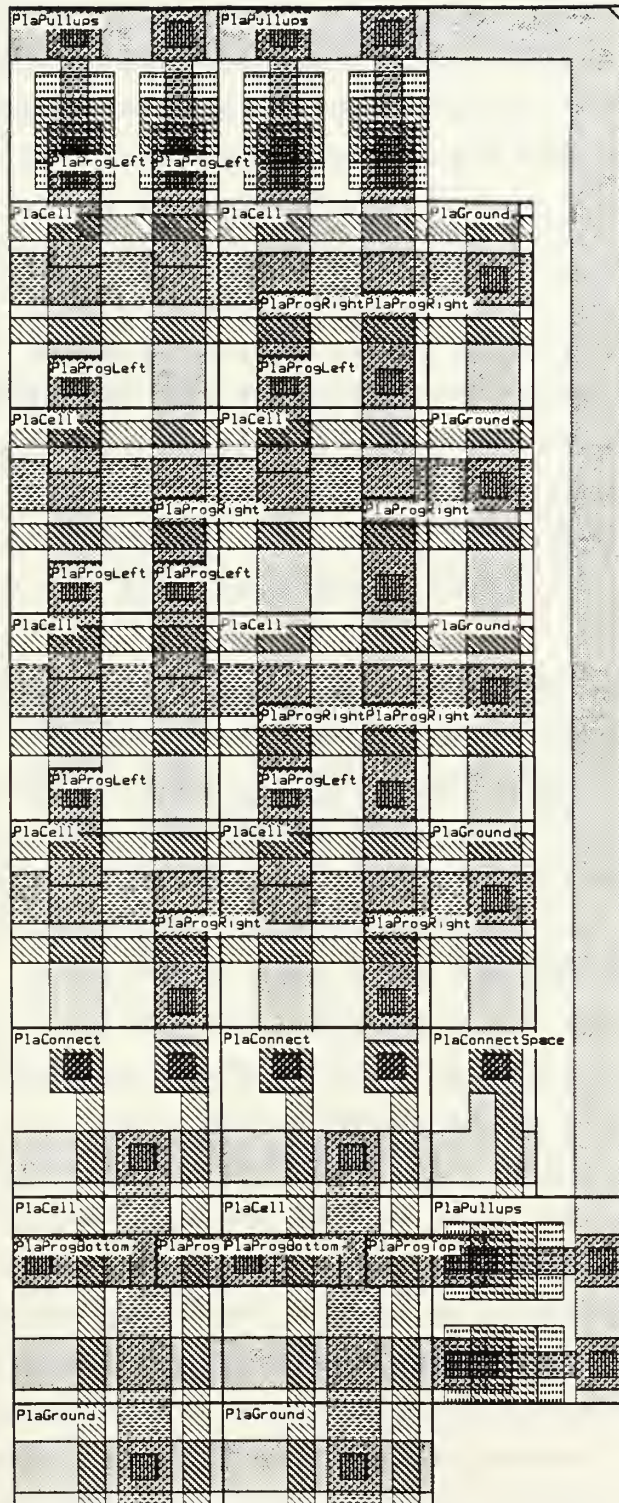 PlaPullups PlaPullups
PlaProgLeft PlaProgLeft
PlaCell PlaCell PlaGround
PlaProgRight PlaProgRight
PlaProgLeft PlaProgLeft
PlaCell PlaCell PlaGround
PlaProgRight PlaProgRight
PlaProgLeft PlaProgLeft
PlaCell PlaCell PlaGround
PlaProgRight PlaProgRight
PlaProgLeft PlaProgLeft
PlaCell PlaCell PlaGround
PlaProgRight PlaProgRight
PlaConnect PlaConnect PlaConnectSpace
PlaCell PlaCell PlaPullups
PlaProgBottom PlaProg PlaProgBottom PlaProgTop
PlaGround PlaGround